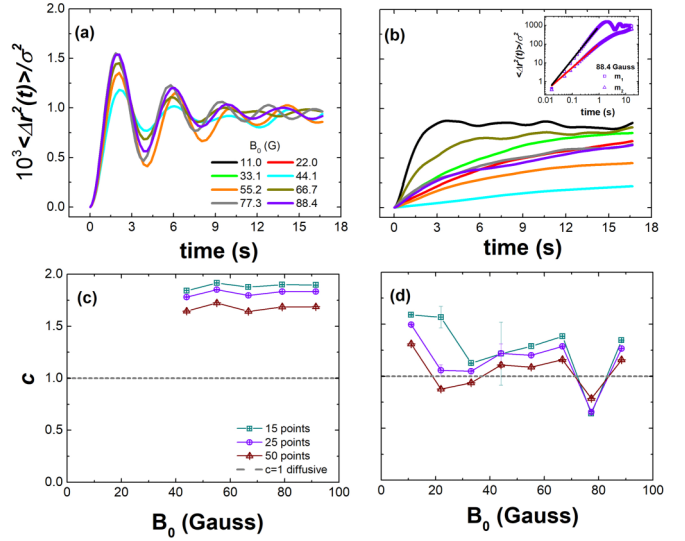 (a)
10³<Δr²(t)>/σ²
2.0
1.5
1.0
0.5
0.0
B₀ (G)
11.0 22.0
33.1 44.1
55.2 66.7
77.3 88.4
0 3 6 9 12 15 18
time (s)
(b)
<Δr²(t)>/σ²
1000
100
10
1
88.4 Gauss
m₁
m₂
0.1 1 10
time (s)
0 3 6 9 12 15 18
time (s)
(c)
c
2.0
1.5
1.0
0.5
0.0
15 points
25 points
50 points
c=1 diffusive
0 20 40 60 80 100
B₀ (Gauss)
(d)
0 20 40 60 80 100
B₀ (Gauss)